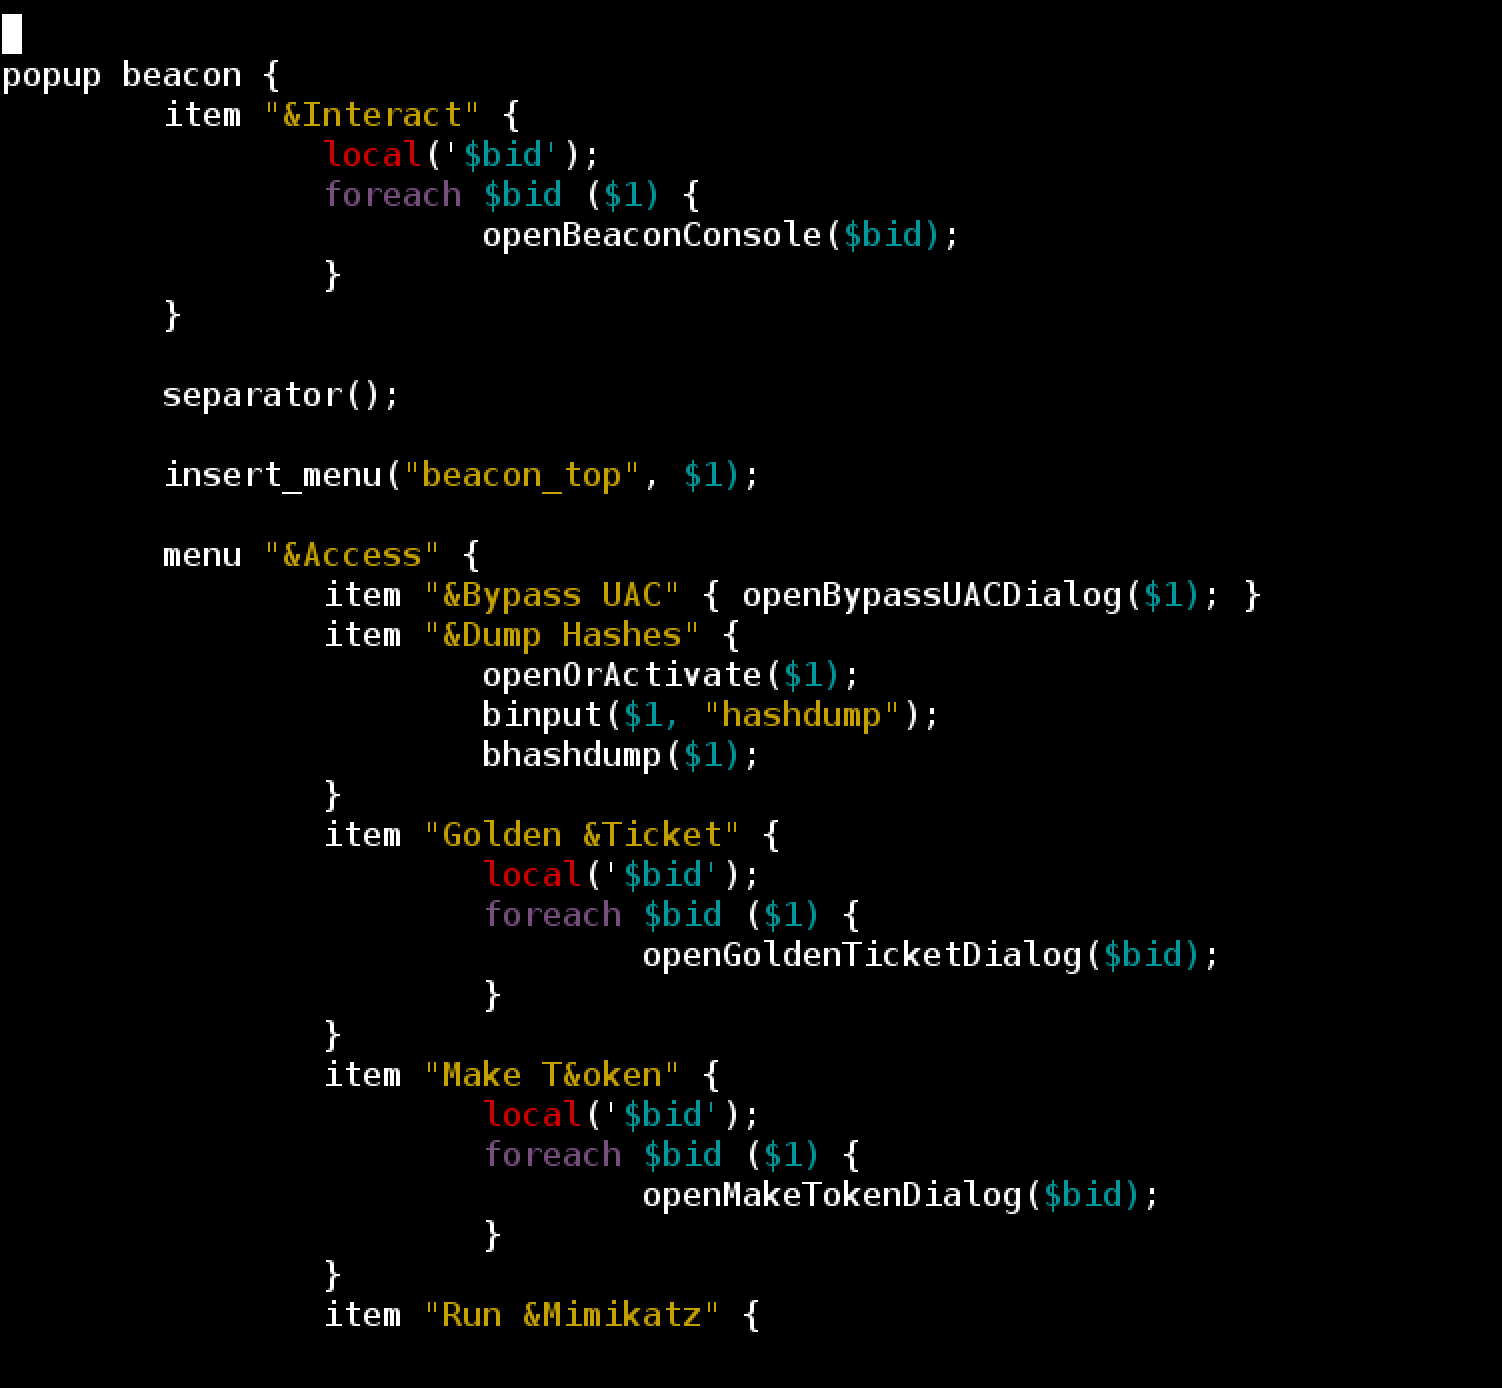 popup beacon {
        item "&Interact" {
                local('$bid');
                foreach $bid ($1) {
                        openBeaconConsole($bid);
                }
        }

        separator();

        insert_menu("beacon_top", $1);

        menu "&Access" {
                item "&Bypass UAC" { openBypassUACDialog($1); }
                item "&Dump Hashes" {
                        openOrActivate($1);
                        binput($1, "hashdump");
                        bhashdump($1);
                }
                item "Golden &Ticket" {
                        local('$bid');
                        foreach $bid ($1) {
                                openGoldenTicketDialog($bid);
                        }
                }
                item "Make T&oken" {
                        local('$bid');
                        foreach $bid ($1) {
                                openMakeTokenDialog($bid);
                        }
                }
                item "Run &Mimikatz" {